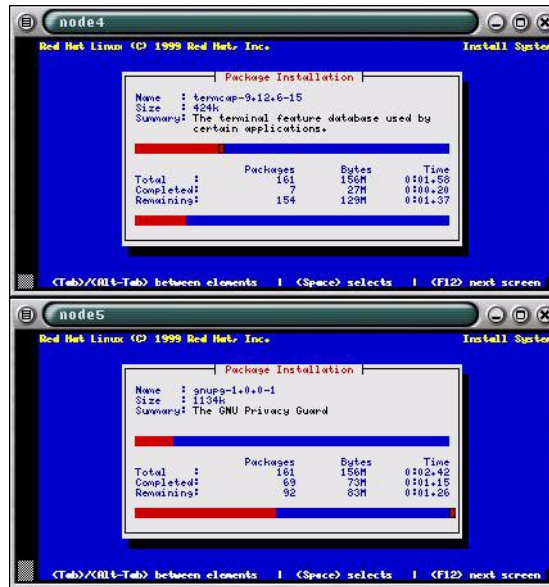 node4
Red Hat Linux (C) 1999 Red Hat, Inc. Install System
Package Installation
Name : termcap-9.12.6-15
Size : 424k
Summary: The terminal feature database used by
certain applications.
Packages Bytes Time
Total : 161 156M 0:01.58
Completed: 7 27M 0:00.20
Remaining: 154 129M 0:01.37
<Tab>/<Alt-Tab> between elements | <Space> selects | <F12> next screen
node5
Red Hat Linux (C) 1999 Red Hat, Inc. Install System
Package Installation
Name : gnupg-1.0.0-1
Size : 1134k
Summary: The GNU Privacy Guard
Packages Bytes Time
Total : 161 156M 0:02.42
Completed: 69 73M 0:01.15
Remaining: 92 83M 0:01.26
<Tab>/<Alt-Tab> between elements | <Space> selects | <F12> next screen